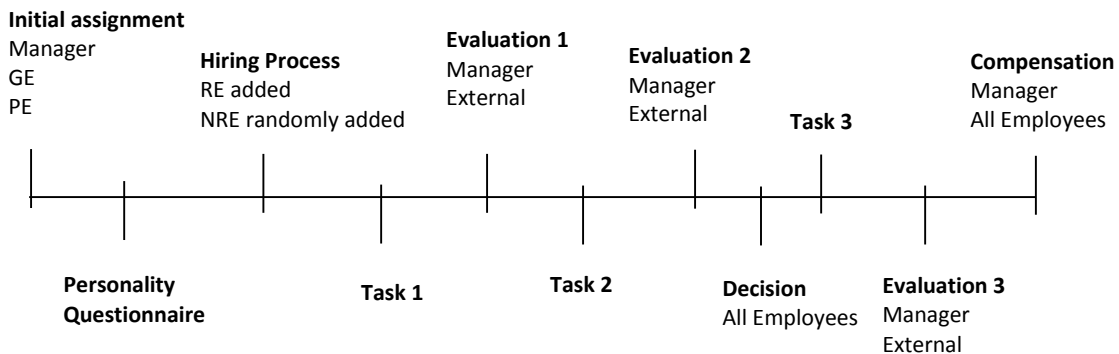 Initial assignment
Manager
GE
PE
Personality
Questionnaire
Hiring Process
RE added
NRE randomly added
Task 1
Evaluation 1
Manager
External
Task 2
Evaluation 2
Manager
External
Decision
All Employees
Task 3
Evaluation 3
Manager
External
Compensation
Manager
All Employees